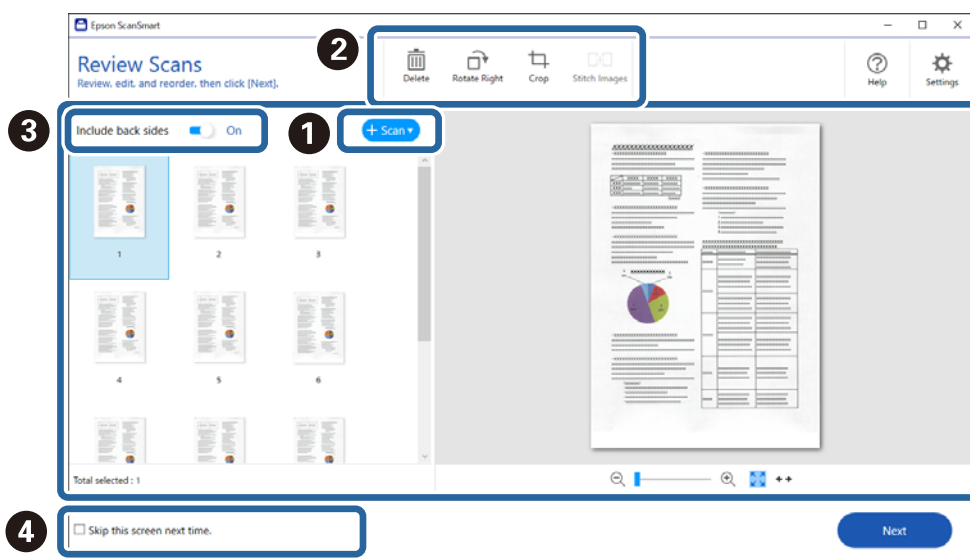 Epson ScanSmart
Review Scans
Review, edit, and reorder, then click [Next].
2
Delete
Rotate Right
Crop
Stitch Images
Help
Settings
3
Include back sides
On
1
+ Scan
1
2
3
4
5
6
Total selected : 1
4
Skip this screen next time.
Next